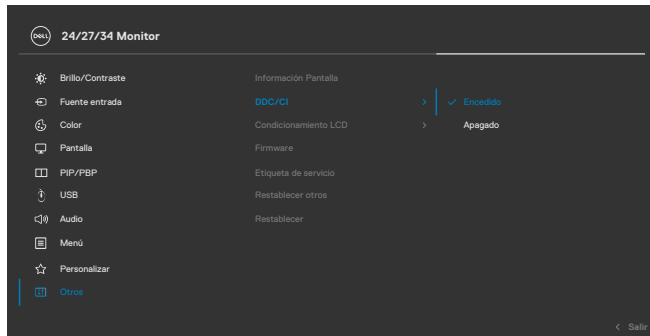 DELL 24/27/34 Monitor
Brillo/Contraste
Fuente entrada
Color
Pantalla
PIP/PBP
USB
Audio
Menú
Personalizar
Otros
Información Pantalla
DDC/CI
Condicionamiento LCD
Firmware
Etiqueta de servicio
Restablecer otros
Restablecer
Encedido
Apagado
Salir